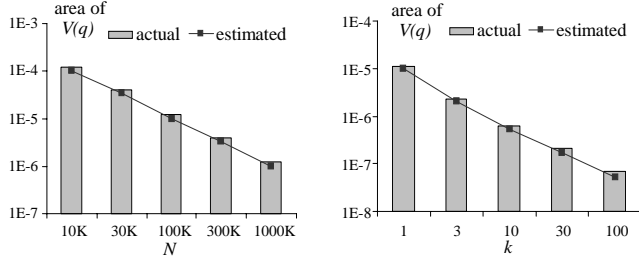 area of
V(q)
actual
estimated
1E-3
1E-4
1E-5
1E-6
1E-7
10K
30K
100K
300K
1000K
N
area of
V(q)
actual
estimated
1E-4
1E-5
1E-6
1E-7
1E-8
1
3
10
30
100
k